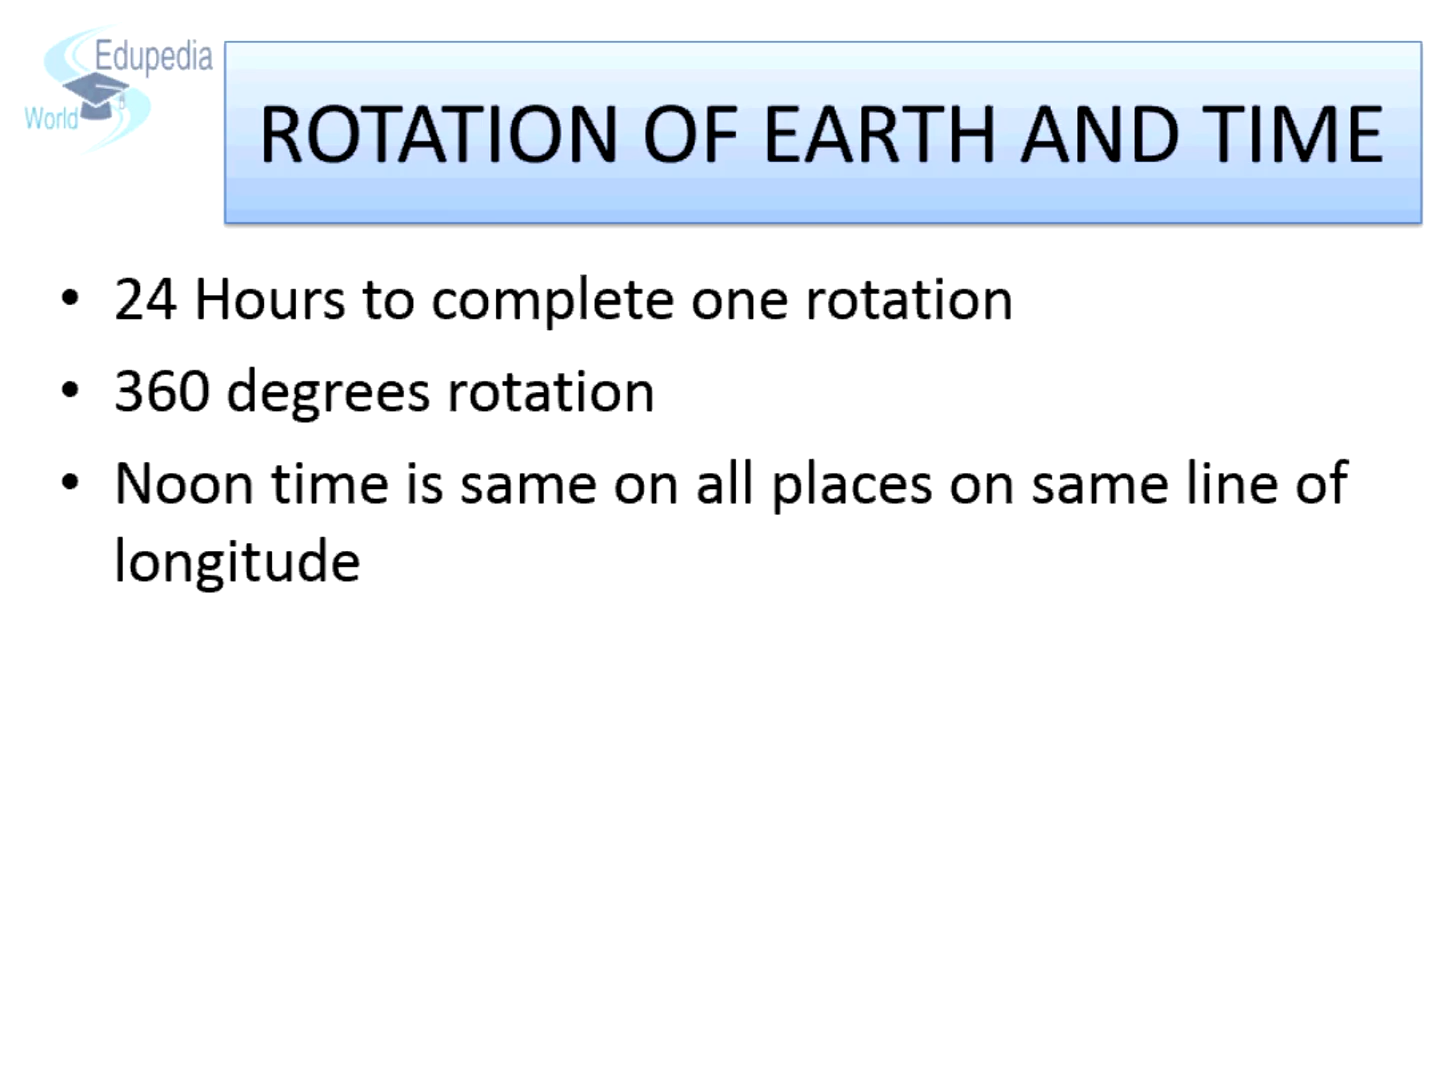 Edupedia
World
ROTATION OF EARTH AND TIME
• 24 Hours to complete one rotation
• 360 degrees rotation
• Noon time is same on all places on same line of
longitude